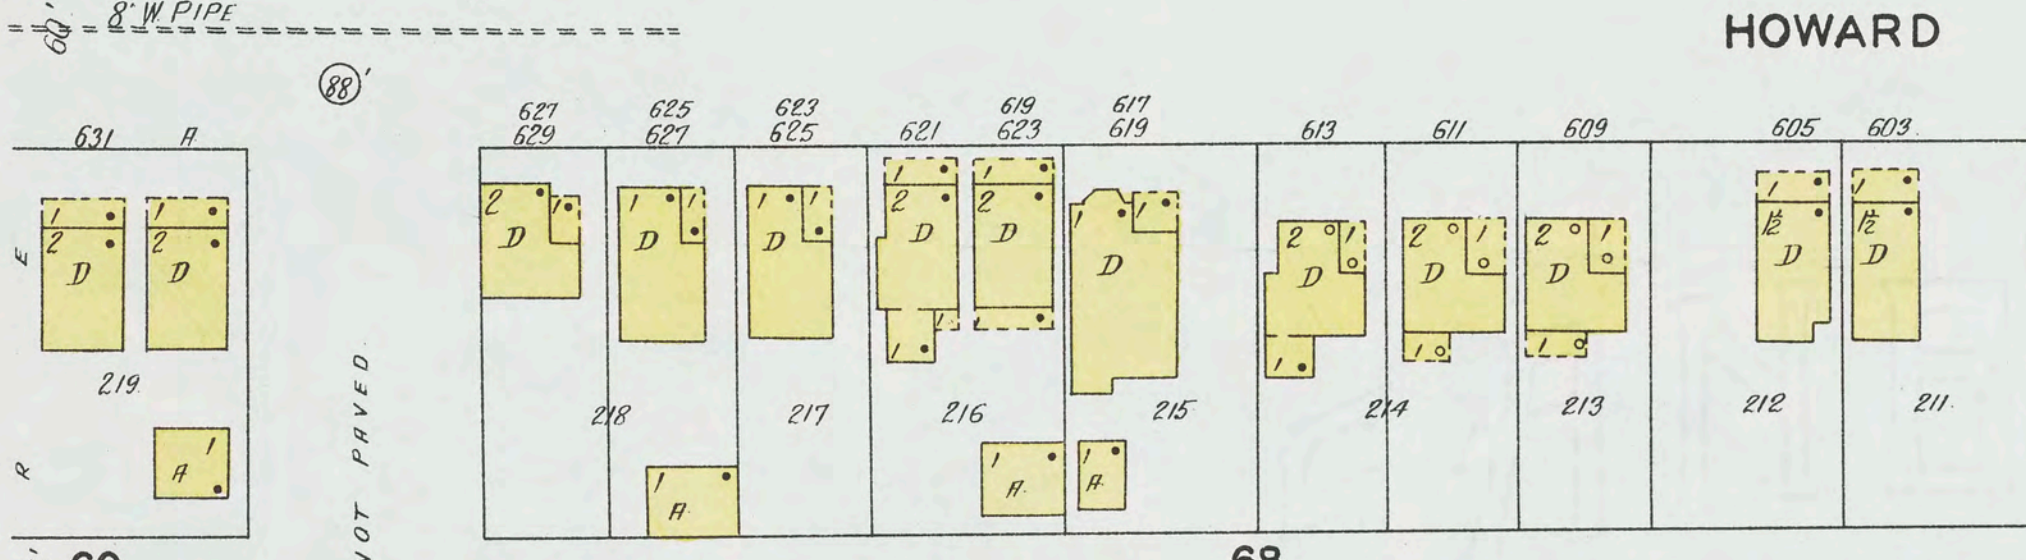 8" W. PIPE
60'
HOWARD
88'
631 A
627 625 623 619 617
629 627 625 621 623 619 613 611 609 605 603.
1 1 1 1 1 1 1
2 1 1 1 1 1 2 2 1 1 2 1 2 1 2 1 1½ 1½
2 2
D D D D D D D D D D D D D
E
1 1 1 1 1
219.
218 217 216 215 214 213 212 211.
R
NOT PAVED
1 1 1 1
A A. A. A.
68